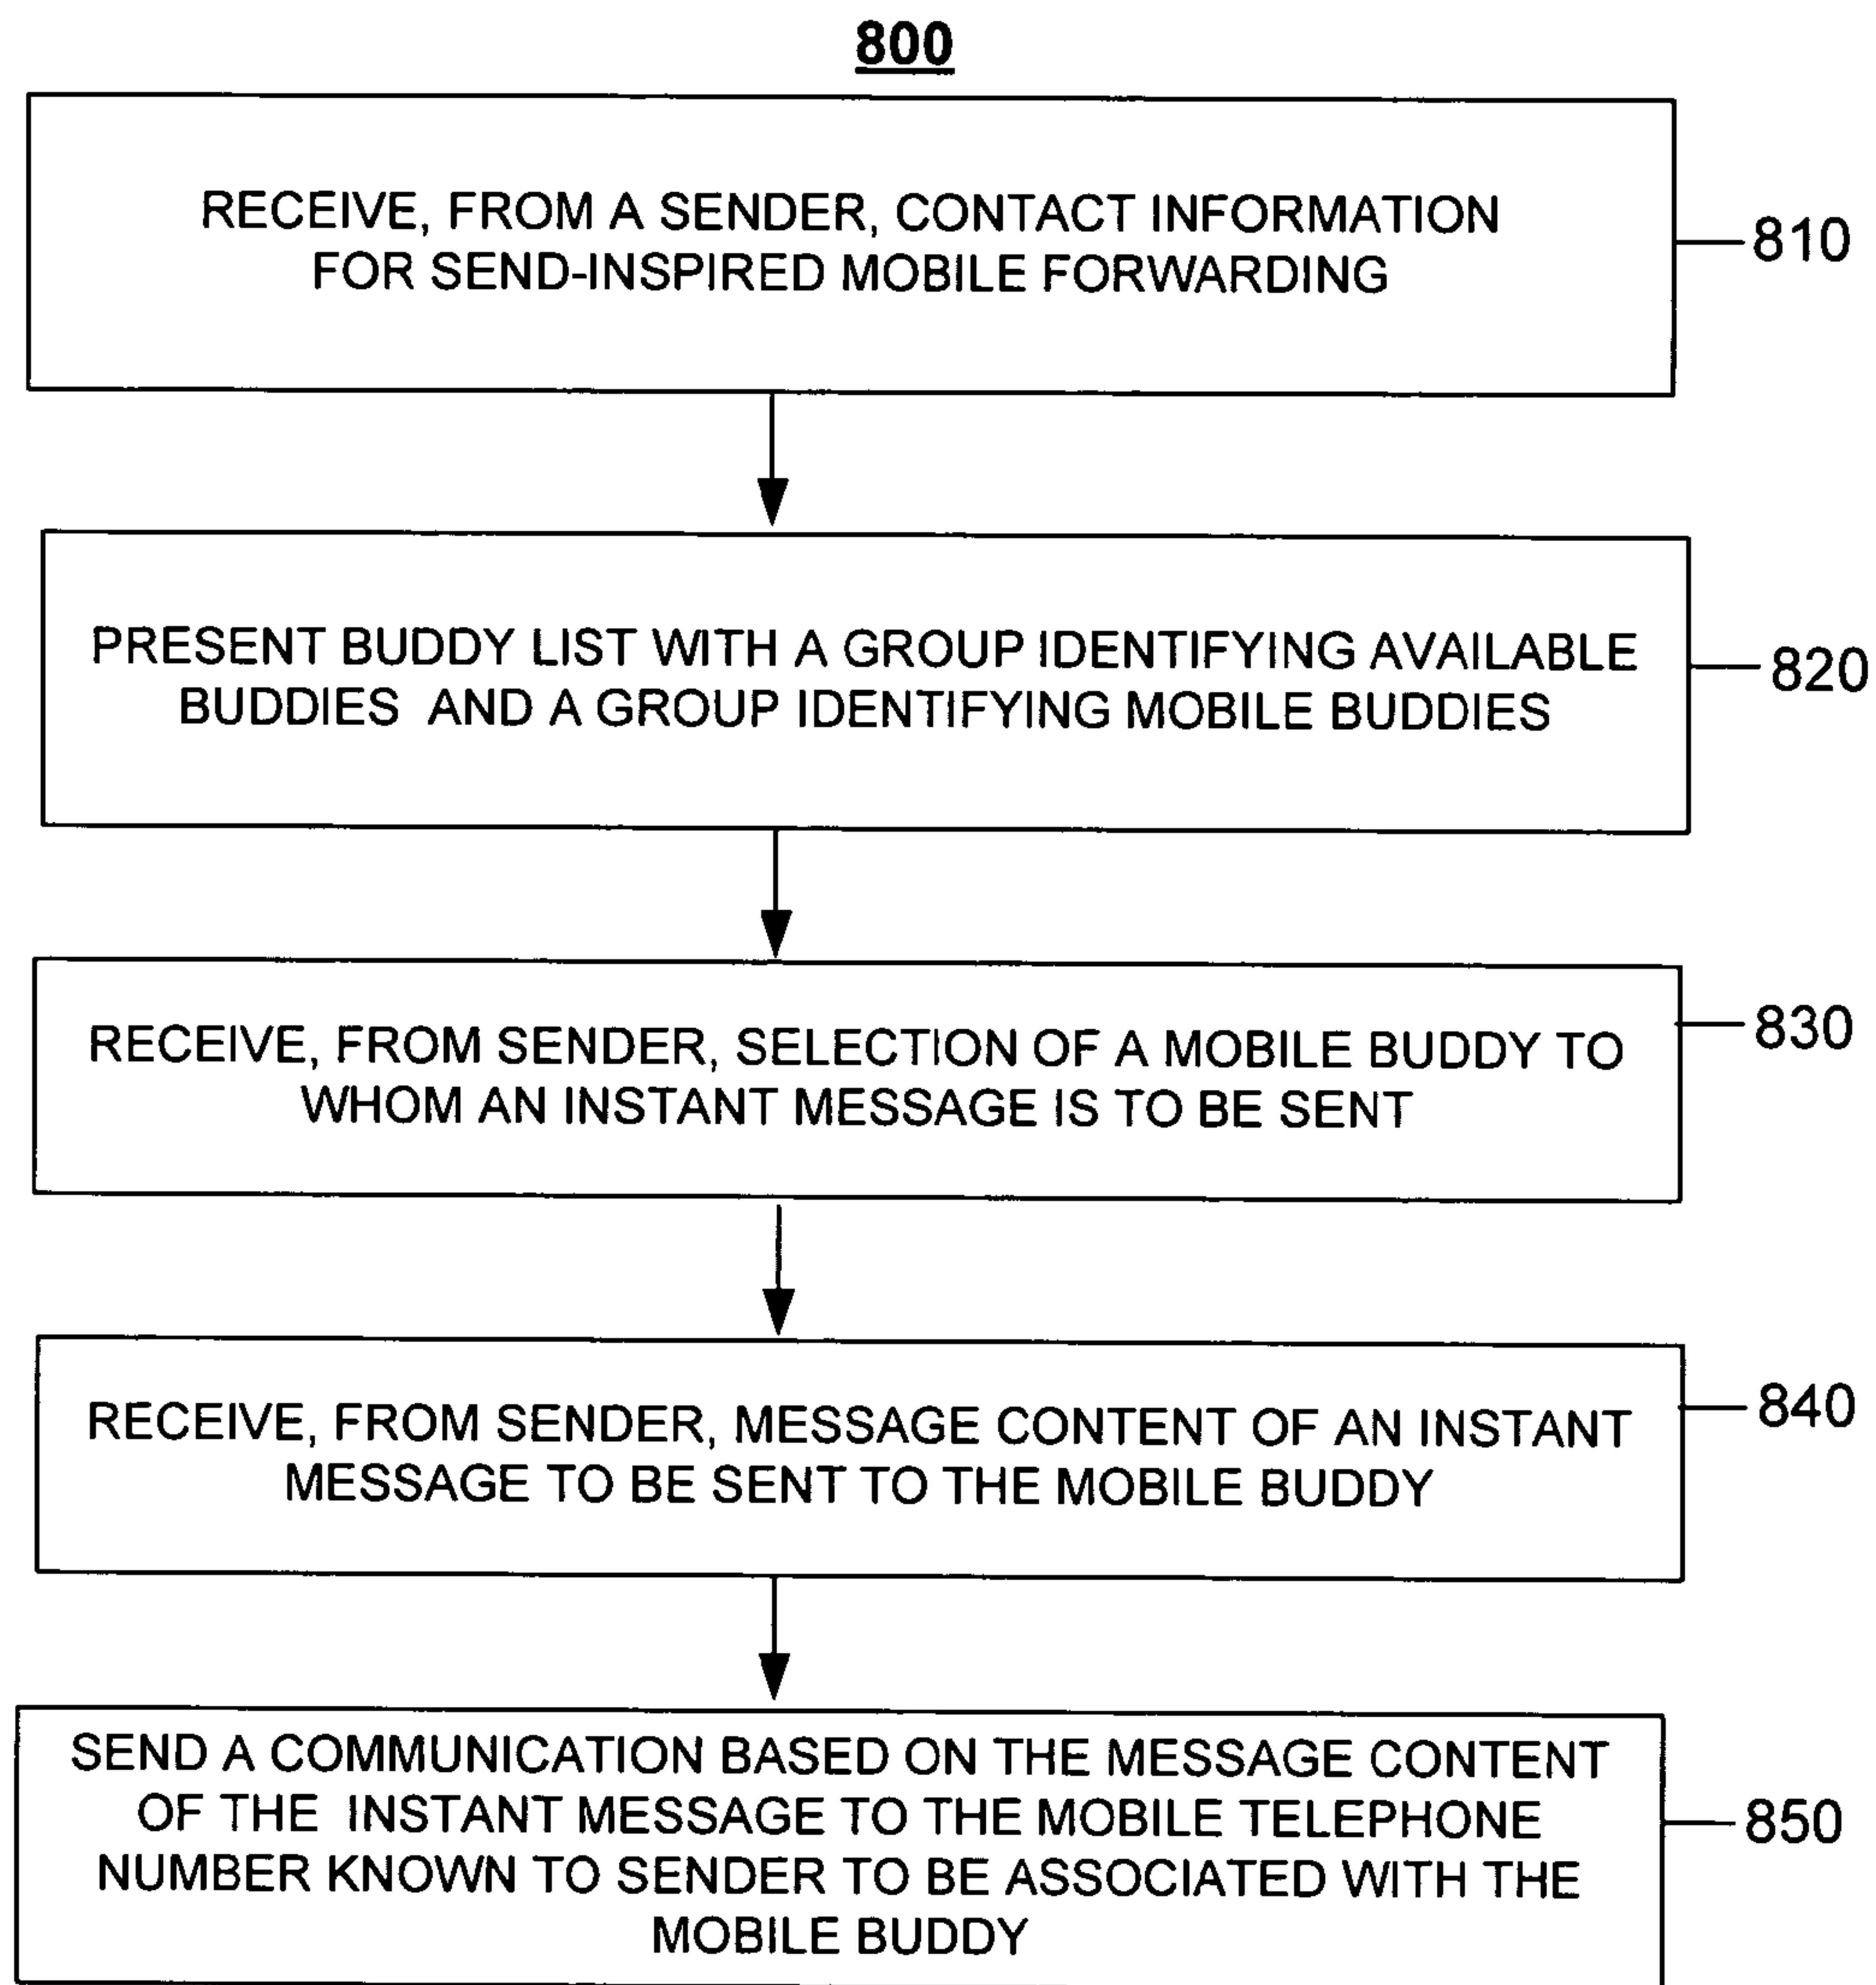 800
RECEIVE, FROM A SENDER, CONTACT INFORMATION
FOR SEND-INSPIRED MOBILE FORWARDING
810
PRESENT BUDDY LIST WITH A GROUP IDENTIFYING AVAILABLE
BUDDIES AND A GROUP IDENTIFYING MOBILE BUDDIES
820
RECEIVE, FROM SENDER, SELECTION OF A MOBILE BUDDY TO
WHOM AN INSTANT MESSAGE IS TO BE SENT
830
RECEIVE, FROM SENDER, MESSAGE CONTENT OF AN INSTANT
MESSAGE TO BE SENT TO THE MOBILE BUDDY
840
SEND A COMMUNICATION BASED ON THE MESSAGE CONTENT
OF THE INSTANT MESSAGE TO THE MOBILE TELEPHONE
NUMBER KNOWN TO SENDER TO BE ASSOCIATED WITH THE
MOBILE BUDDY
850